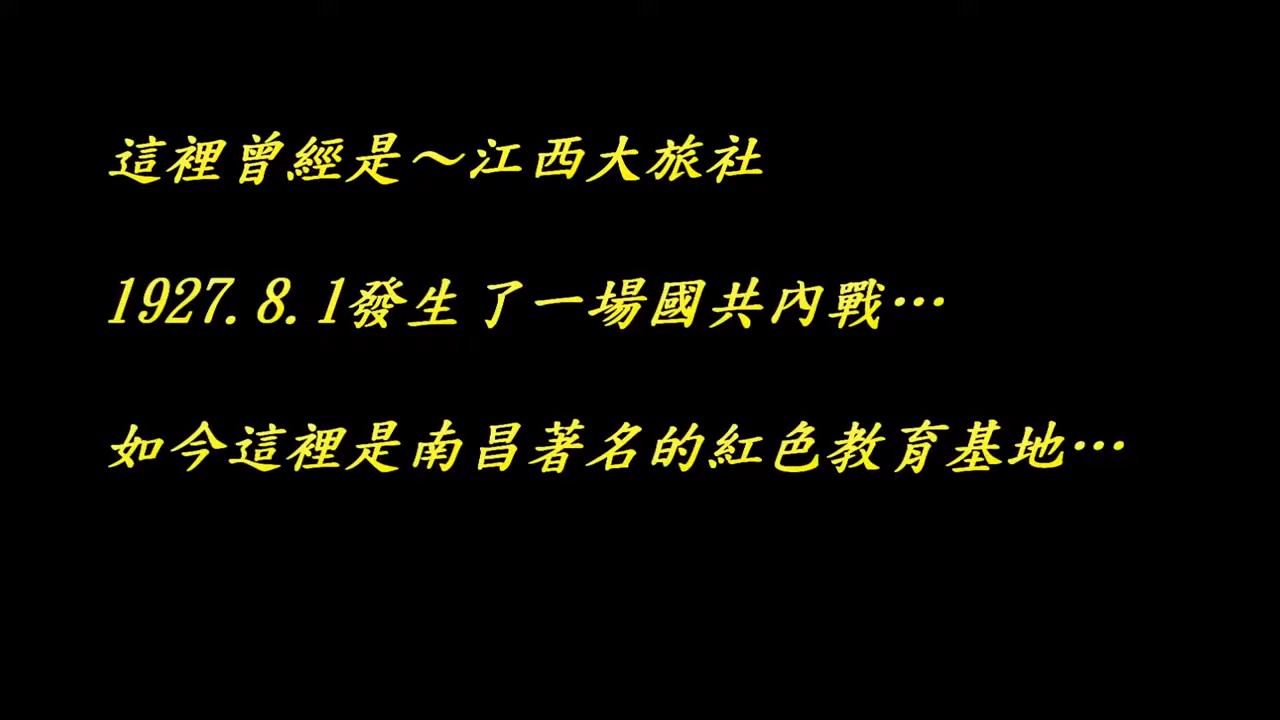 這裡曾經是～江西大旅社
1927.8.1發生了一場國共內戰…
如今這裡是南昌著名的紅色教育基地…